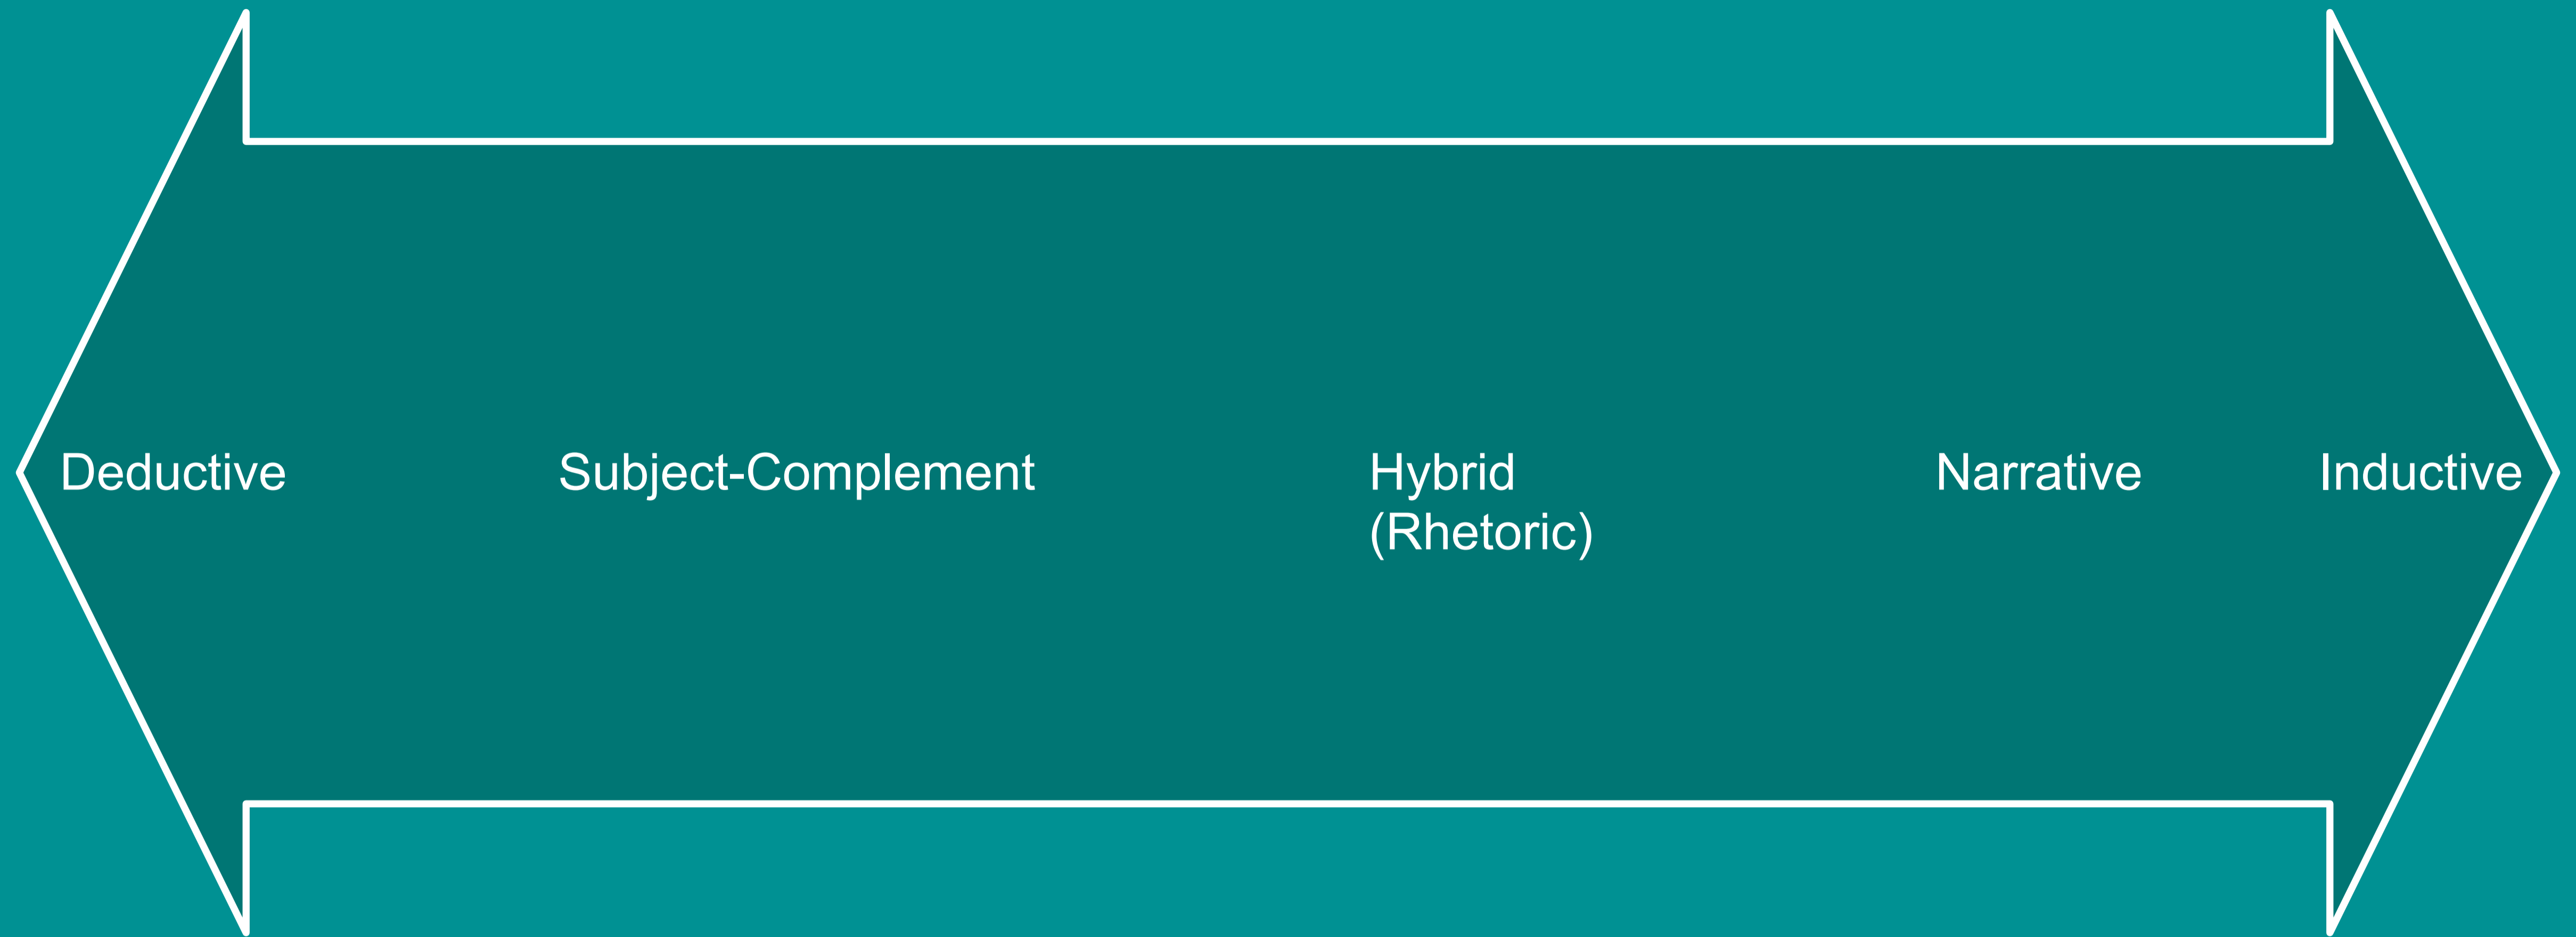 Deductive
Subject-Complement
Hybrid
(Rhetoric)
Narrative
Inductive